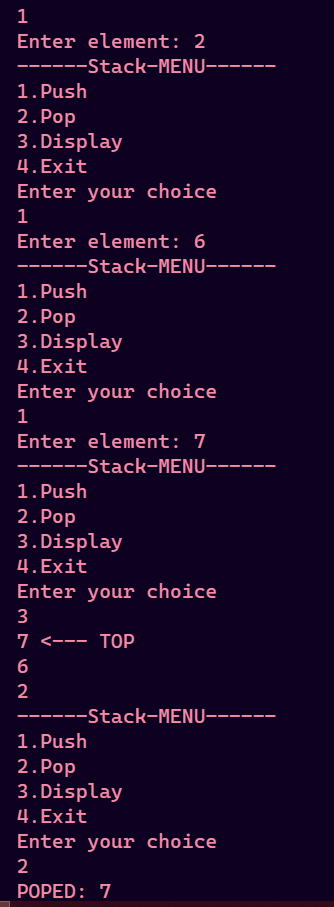 1
Enter element: 2
------Stack-MENU------
1.Push
2.Pop
3.Display
4.Exit
Enter your choice
1
Enter element: 6
------Stack-MENU------
1.Push
2.Pop
3.Display
4.Exit
Enter your choice
1
Enter element: 7
------Stack-MENU------
1.Push
2.Pop
3.Display
4.Exit
Enter your choice
3
7 <--- TOP
6
2
------Stack-MENU------
1.Push
2.Pop
3.Display
4.Exit
Enter your choice
2
POPED: 7